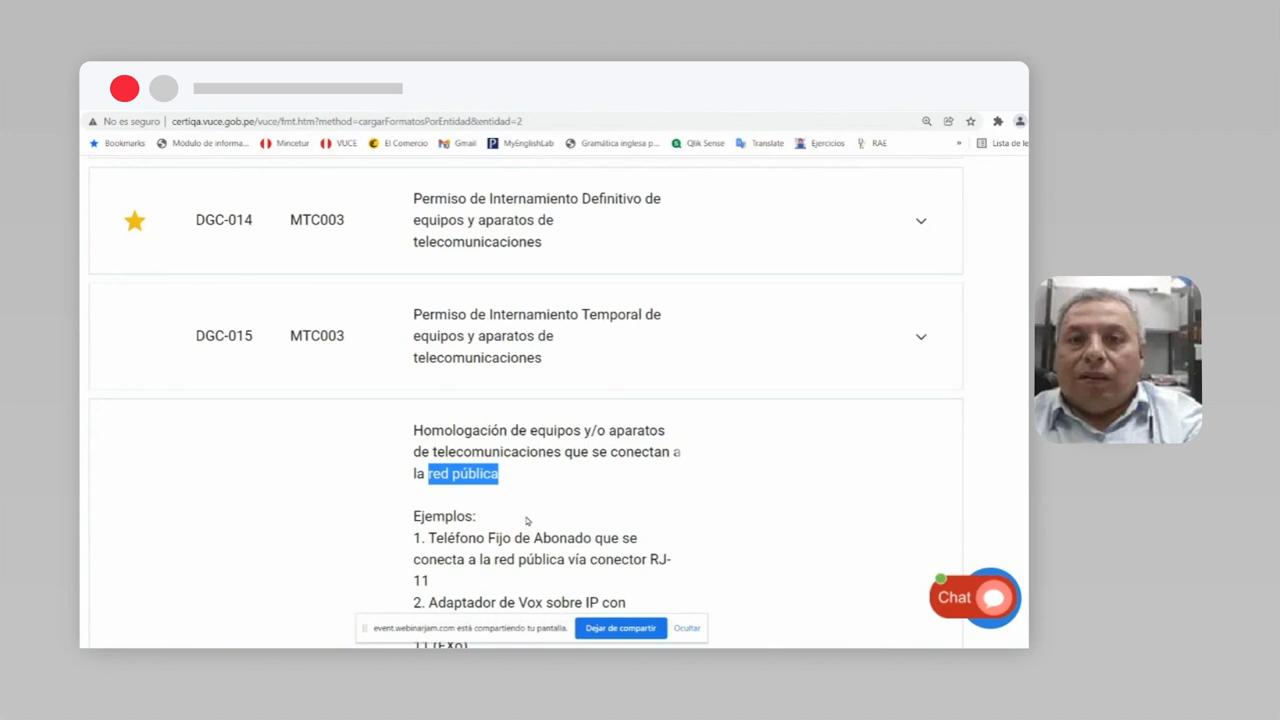 No es seguro | certiqa.vuce.gob.pe/vuce/fmt.htm?method=cargarFormatosPorEntidad&entidad=2
Bookmarks Módulo de informa... Mincetur VUCE El Comercio Gmail MyEnglishLab Gramática inglesa p... Qlik Sense Translate Ejercicios RAE » Lista de le
DGC-014 MTC003
Permiso de Internamiento Definitivo de
equipos y aparatos de
telecomunicaciones
DGC-015 MTC003
Permiso de Internamiento Temporal de
equipos y aparatos de
telecomunicaciones
Homologación de equipos y/o aparatos
de telecomunicaciones que se conectan a
la red pública
Ejemplos:
1. Teléfono Fijo de Abonado que se
conecta a la red pública vía conector RJ-
11
2. Adaptador de Vox sobre IP con
event.webinarjam.com está compartiendo tu pantalla. Dejar de compartir Ocultar
11 (FXO)
Chat